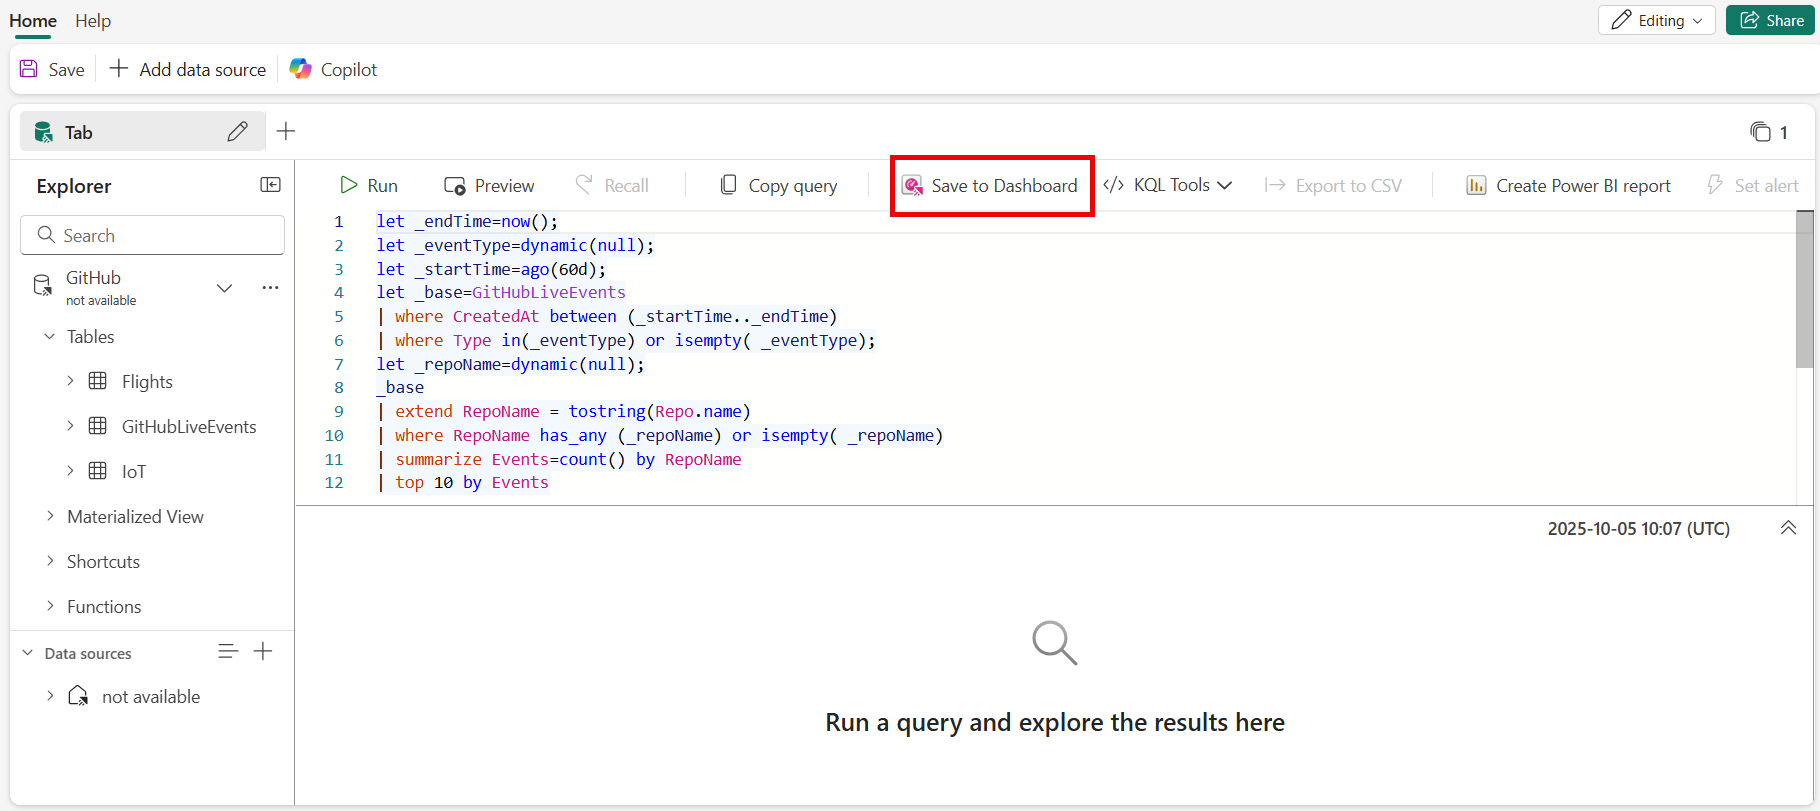 Home Help
Editing Share
Save Add data source Copilot
Tab
1
Explorer
Run Preview Recall Copy query Save to Dashboard </> KQL Tools Export to CSV Create Power BI report Set alert
Search
GitHub
not available
Tables
Flights
GitHubLiveEvents
IoT
Materialized View
Shortcuts
Functions
Data sources
not available
1 let _endTime=now();
2 let _eventType=dynamic(null);
3 let _startTime=ago(60d);
4 let _base=GitHubLiveEvents
5 | where CreatedAt between (_startTime.._endTime)
6 | where Type in(_eventType) or isempty( _eventType);
7 let _repoName=dynamic(null);
8 _base
9 | extend RepoName = tostring(Repo.name)
10 | where RepoName has_any (_repoName) or isempty( _repoName)
11 | summarize Events=count() by RepoName
12 | top 10 by Events
2025-10-05 10:07 (UTC)
Run a query and explore the results here